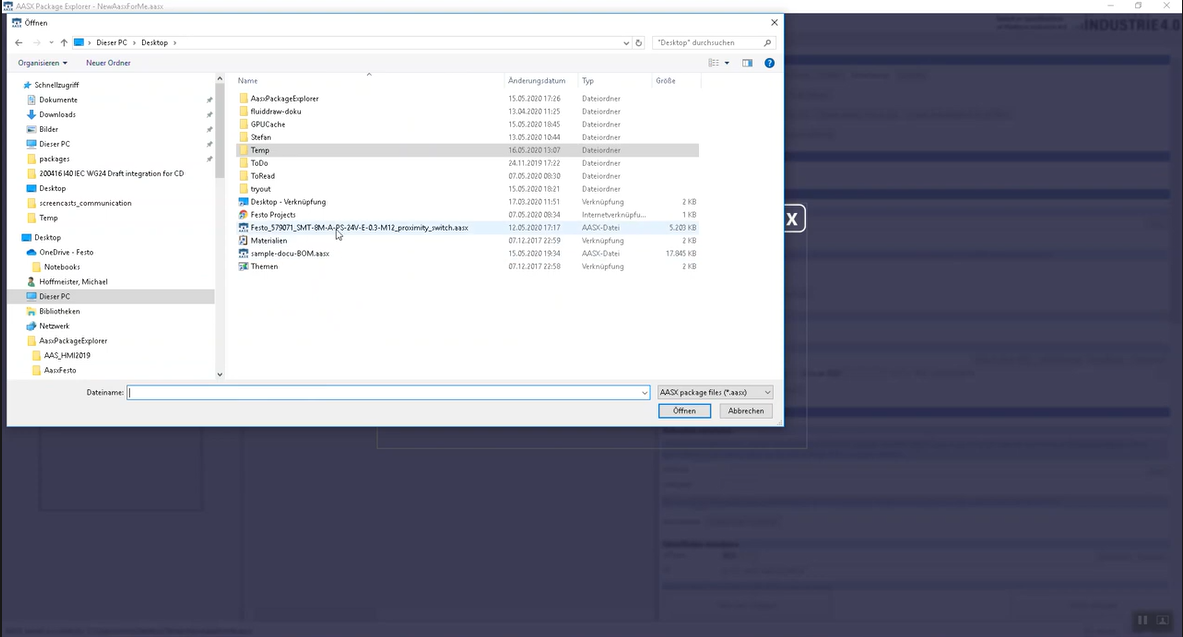 AASX Package Explorer - NewAasxForMe.aasx
Öffnen
Dieser PC > Desktop >
"Desktop" durchsuchen
INDUSTRIE 4.0
Organisieren
Neuer Ordner
Schnellzugriff
Dokumente
Downloads
Bilder
Dieser PC
packages
200416 I40 IEC WG24 Draft integration for CD
Desktop
screencasts_communication
Temp
Desktop
OneDrive - Festo
Notebooks
Hoffmeister, Michael
Dieser PC
Bibliotheken
Netzwerk
AasxPackageExplorer
AAS_HMI2019
AasxFesto
Name Änderungsdatum Typ Größe
AasxPackageExplorer 15.05.2020 17:26 Dateiordner
fluiddraw-doku 13.04.2020 11:25 Dateiordner
GPUCache 15.05.2020 18:45 Dateiordner
Stefan 13.05.2020 10:44 Dateiordner
Temp 16.05.2020 13:07 Dateiordner
ToDo 24.11.2019 17:22 Dateiordner
ToRead 07.05.2020 08:30 Dateiordner
tryout 15.05.2020 18:21 Dateiordner
Desktop - Verknüpfung 17.03.2020 11:51 Verknüpfung 2 KB
Festo Projects 07.05.2020 08:34 Internetverknüpfu... 1 KB
Festo_579071_SMT-8M-A-PS-24V-E-0.3-M12_proximity_switch.aasx 12.05.2020 17:17 AASX-Datei 5.203 KB
Materialien 07.12.2017 22:59 Verknüpfung 2 KB
sample-docu-BOM.aasx 15.05.2020 19:34 AASX-Datei 17.845 KB
Themen 07.12.2017 22:58 Verknüpfung 2 KB
X
Dateiname:
AASX package files (*.aasx)
Öffnen
Abbrechen